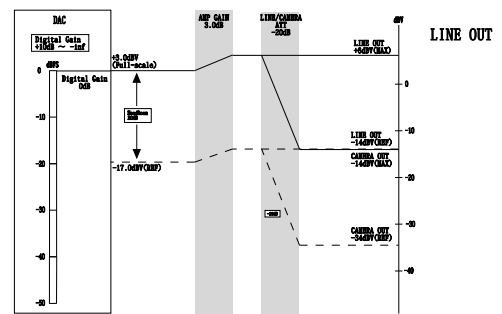 DAC
Digital Gain
+10dB ～ -inf
dBFS
0
-10
-20
-30
-40
-50
Digital Gain
0dB
+3.0dBV
(Full-scale)
20dB
-17.0dBV(REF)
AMP GAIN
3.0dB
LINE/CAMERA
ATT
-20dB
-20dB
dBV
LINE OUT
+6dBV(MAX)
LINE OUT
-14dBV(REF)
CAMERA OUT
-14dBV(MAX)
CAMERA OUT
-34dBV(REF)
0
-10
-20
-30
-40
LINE OUT